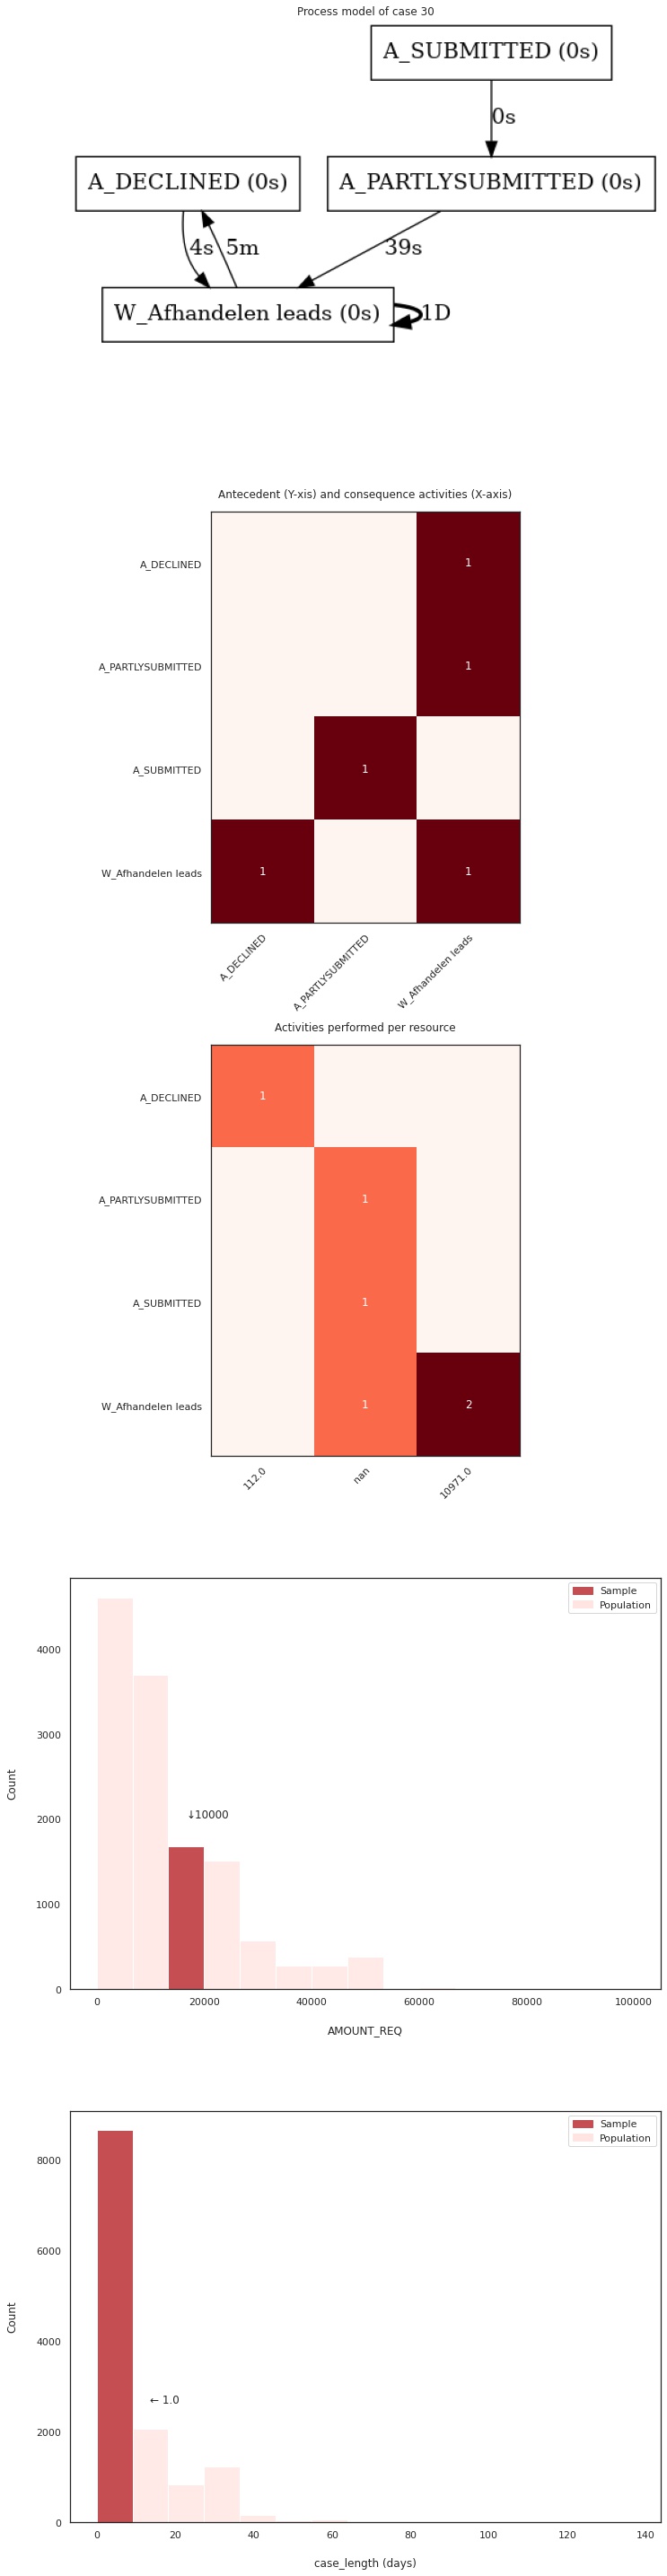 Process model of case 30
A_SUBMITTED (0s)
0s
A_DECLINED (0s)
A_PARTLYSUBMITTED (0s)
4s
5m
39s
W_Afhandelen leads (0s)
1D
Antecedent (Y-xis) and consequence activities (X-axis)
A_DECLINED
1
A_PARTLYSUBMITTED
1
A_SUBMITTED
1
W_Afhandelen leads
1
1
A_DECLINED
A_PARTLYSUBMITTED
W_Afhandelen leads
Activities performed per resource
A_DECLINED
1
A_PARTLYSUBMITTED
1
A_SUBMITTED
1
W_Afhandelen leads
1
2
112.0
nan
10971.0
Sample
Population
4000
3000
2000
1000
0
Count
↓10000
0
20000
40000
60000
80000
100000
AMOUNT_REQ
Sample
Population
8000
6000
4000
2000
0
Count
← 1.0
0
20
40
60
80
100
120
140
case_length (days)